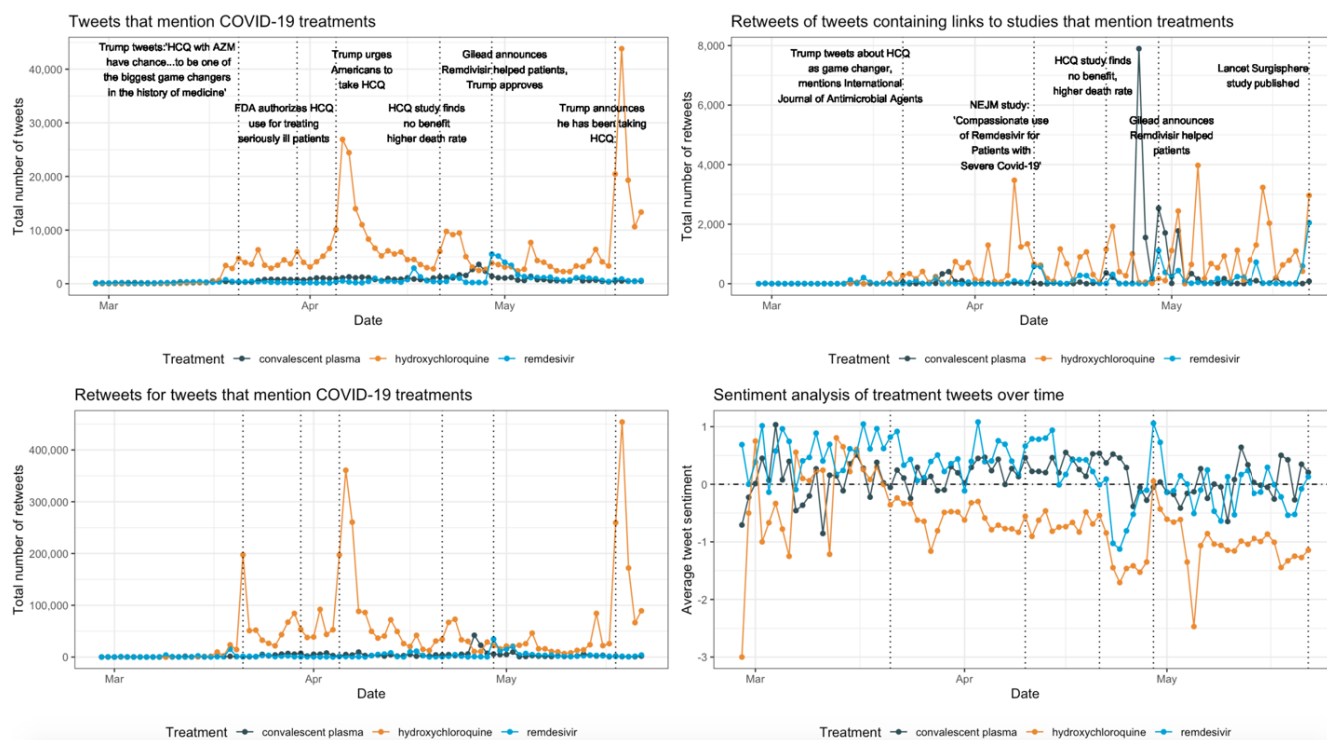 Tweets that mention COVID-19 treatments
Total number of tweets
40,000
30,000
20,000
10,000
0
Trump tweets:'HCQ wth AZM
have chance...to be one of
the biggest game changers
in the history of medicine'
FDA authorizes HCQ
use for treating
seriously ill patients
Trump urges
Americans to
take HCQ
HCQ study finds
no benefit
higher death rate
Gilead announces
Remdivisir helped patients,
Trump approves
Trump announces
he has been taking
HCQ
Mar
April
May
Date
Treatment convalescent plasma hydroxychloroquine remdesivir
Retweets of tweets containing links to studies that mention treatments
Total number of retweets
8,000
6,000
4,000
2,000
0
Trump tweets about HCQ
as game changer,
mentions International
Journal of Antimicrobial Agents
NEJM study:
'Compassionate use
of Remdesivir for
Patients with
Severe Covid-19'
HCQ study finds
no benefit,
higher death rate
Gilead announces
Remdivisir helped
patients
Lancet Surgisphere
study published
Mar
April
May
Date
Treatment convalescent plasma hydroxychloroquine remdesivir
Retweets for tweets that mention COVID-19 treatments
Total number of retweets
400,000
300,000
200,000
100,000
0
Mar
April
May
Date
Treatment convalescent plasma hydroxychloroquine remdesivir
Sentiment analysis of treatment tweets over time
Average tweet sentiment
1
0
-1
-2
-3
Mar
April
May
Date
Treatment convalescent plasma hydroxychloroquine remdesivir